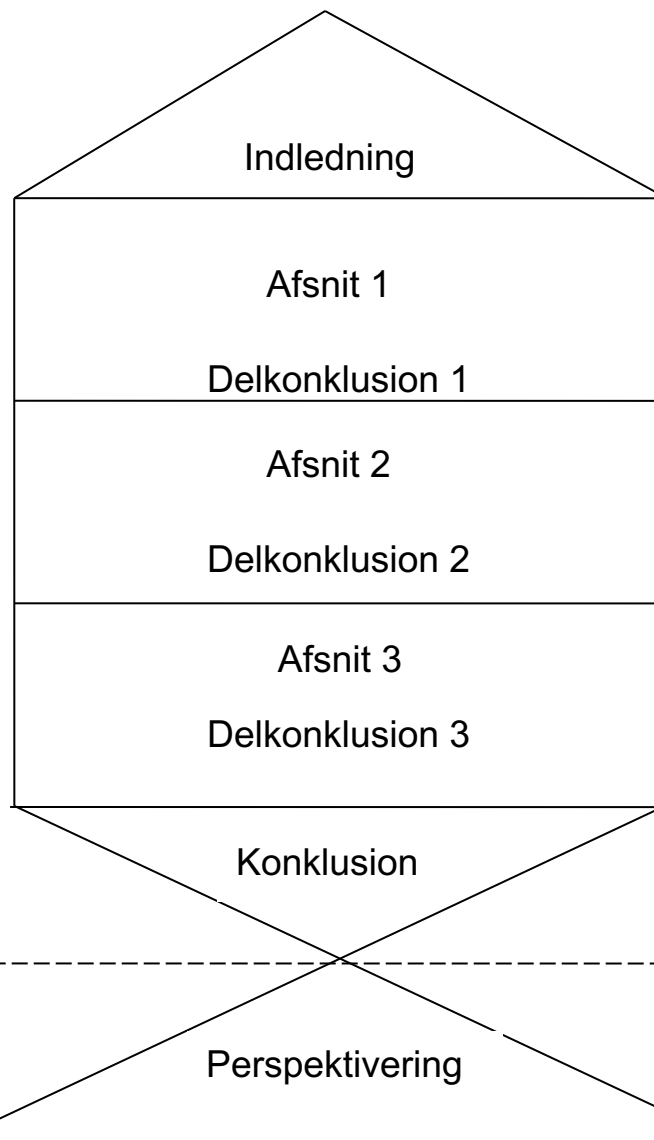 Indledning
Afsnit 1
Delkonklusion 1
Afsnit 2
Delkonklusion 2
Afsnit 3
Delkonklusion 3
Konklusion
Perspektivering